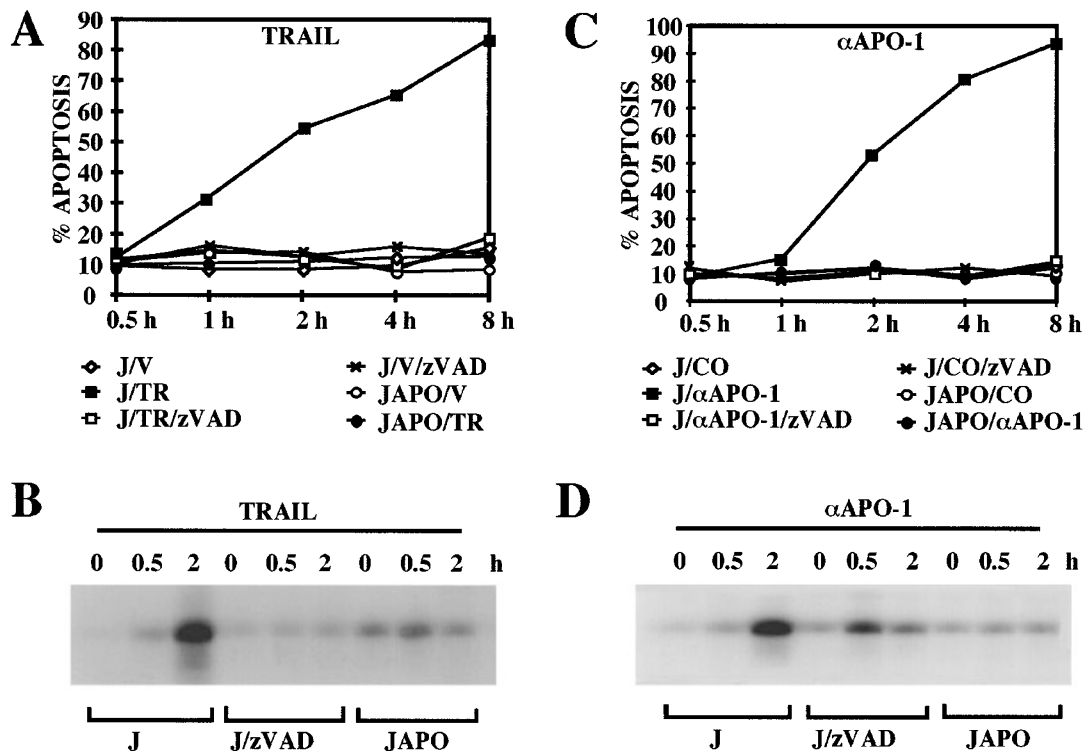 A
TRAIL
% APOPTOSIS
90
80
70
60
50
40
30
20
10
0
0.5 h 1 h 2 h 4 h 8 h
J/V
J/TR
J/TR/zVAD
J/V/zVAD
JAPO/V
JAPO/TR
C
αAPO-1
% APOPTOSIS
100
90
80
70
60
50
40
30
20
10
0
0.5 h 1 h 2 h 4 h 8 h
J/CO
J/αAPO-1
J/αAPO-1/zVAD
J/CO/zVAD
JAPO/CO
JAPO/αAPO-1
B
TRAIL
0 0.5 2 0 0.5 2 0 0.5 2 h
J J/zVAD JAPO
D
αAPO-1
0 0.5 2 0 0.5 2 0 0.5 2 h
J J/zVAD JAPO